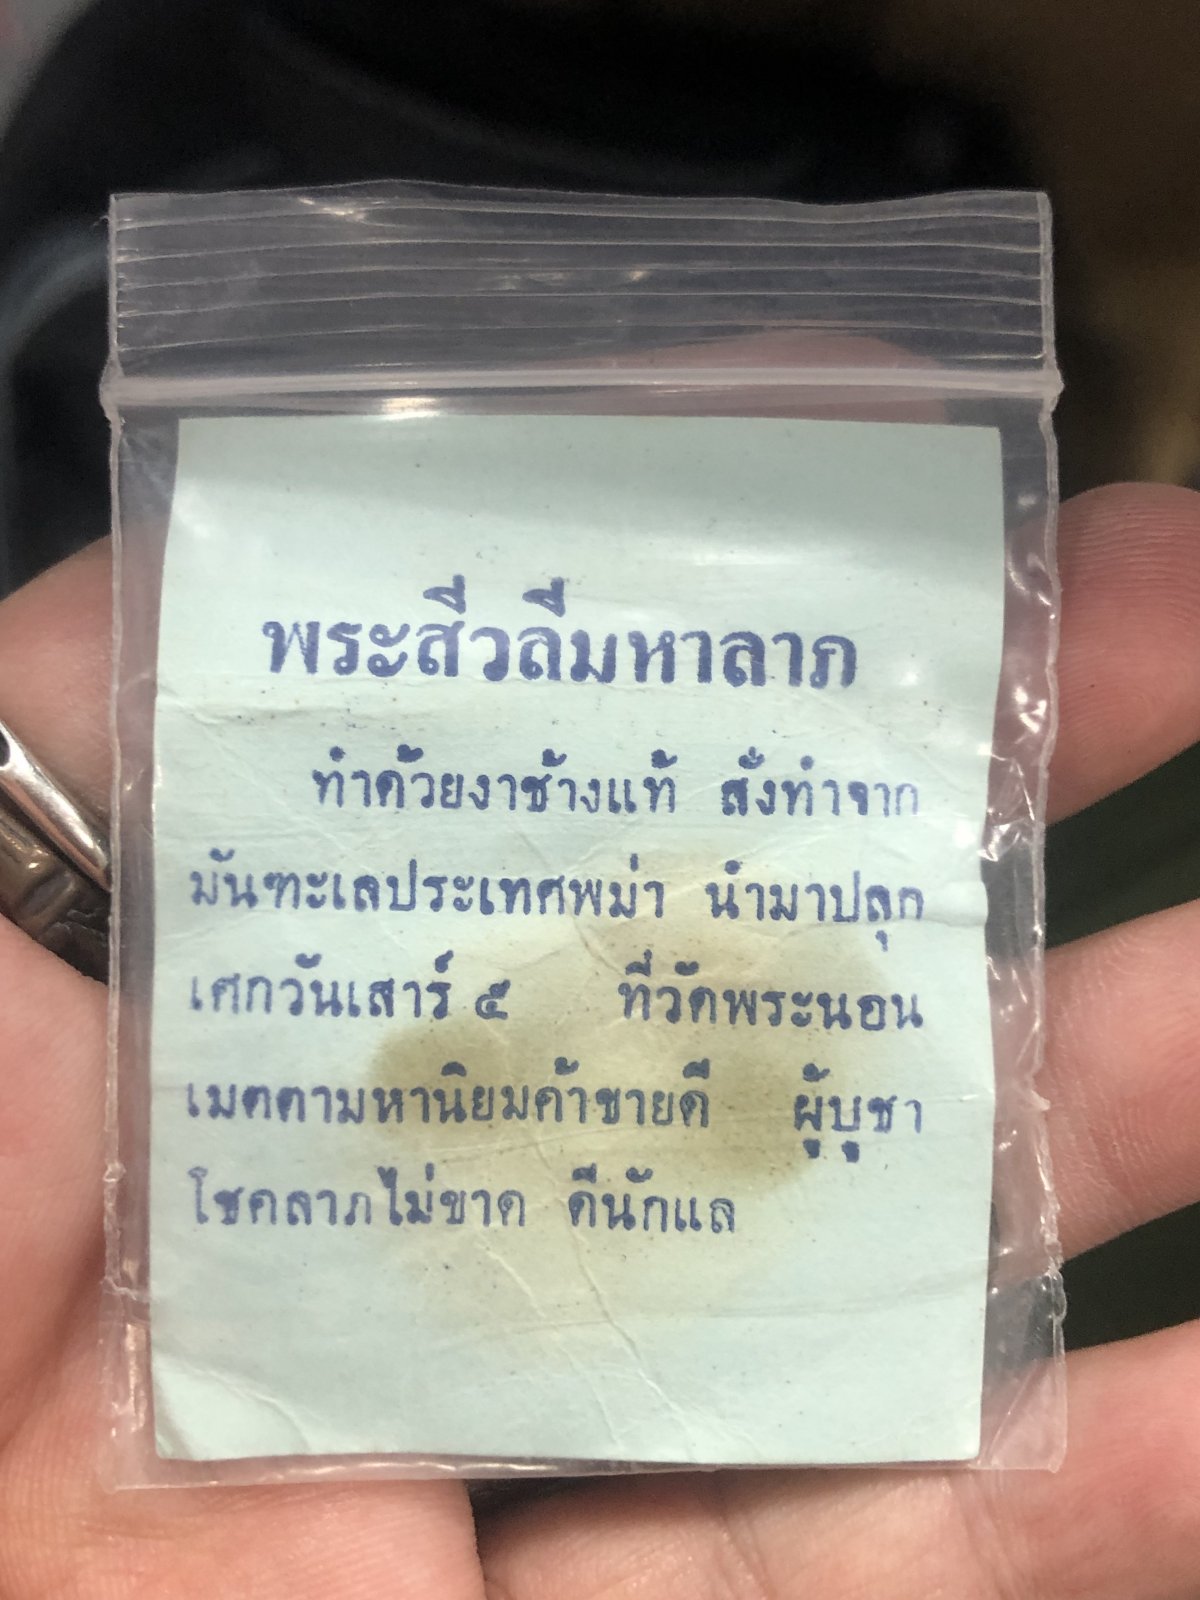 พระสีวลีมหาลาภ
ทำด้วยงาช้างแท้ สั่งทำจาก
มันฑะเลประเทศพม่า นำมาปลุก
เศกวันเสาร์ ๕ ที่วัดพระนอน
เมตตามหานิยมค้าขายดี ผู้บูชา
โชคลาภไม่ขาด ดีนักแล